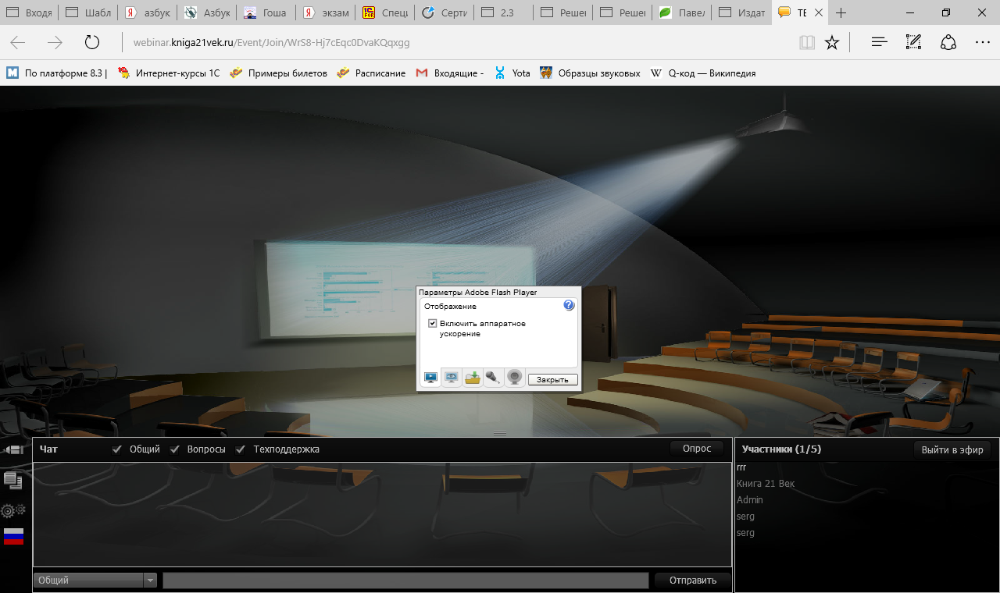 Входя
Шабл
азбук
Азбук
Гоша
экзам
Специ
Серти
2.3
Решен
Решен
Павел
Издат
ТЕ
webinar.kniga21vek.ru/Event/Join/WrS8-Hj7cEqc0DvaKQqxgg
По платформе 8.3 |
Интернет-курсы 1С
Примеры билетов
Расписание
Входящие -
Yota
Образцы звуковых
Q-код — Википедия
Параметры Adobe Flash Player
Отображение
Включить аппаратное
ускорение
Закрыть
Чат
Общий
Вопросы
Техподдержка
Опрос
Участники (1/5)
Выйти в эфир
rrr
Книга 21 Век
Admin
serg
serg
Общий
Отправить